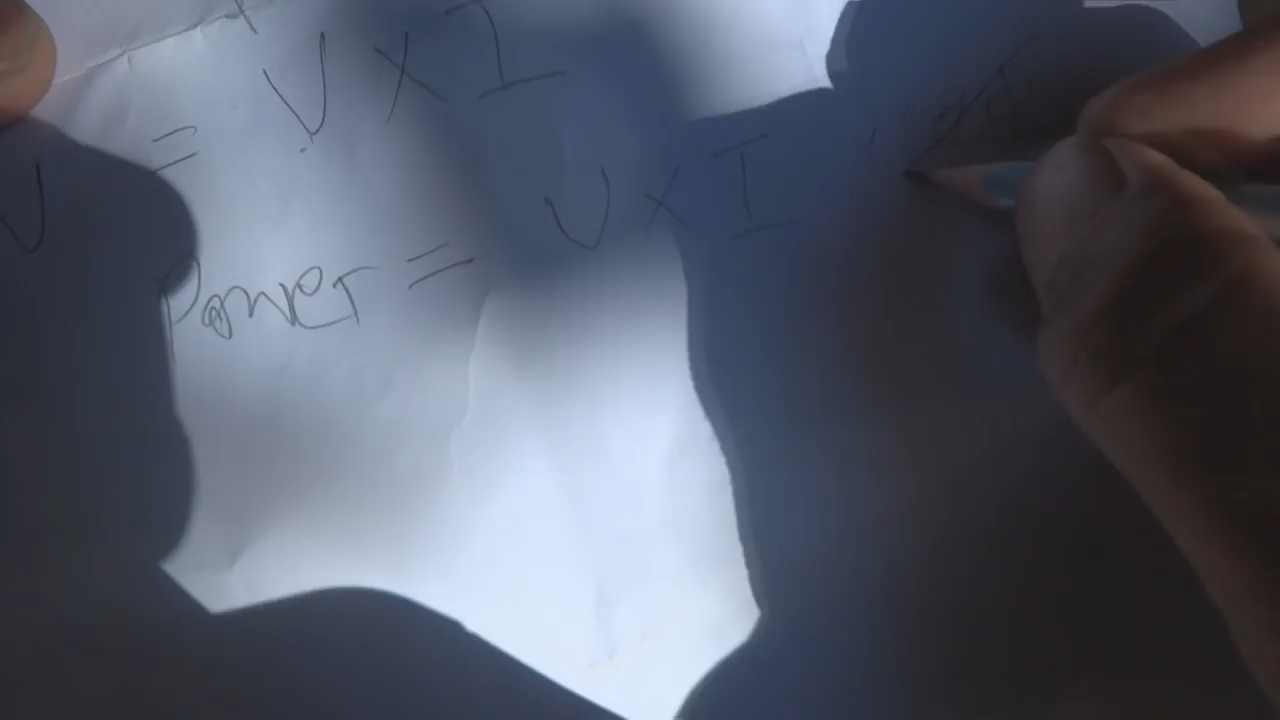 V = V X I
Power = V X I